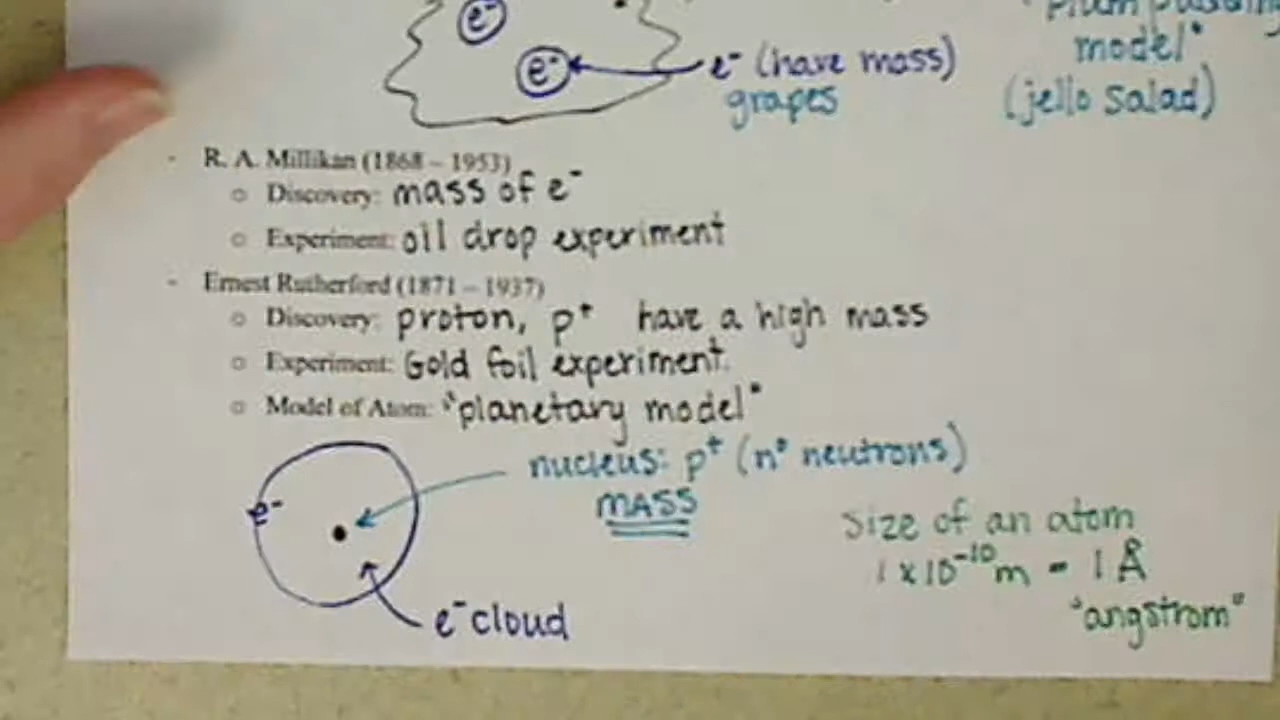 "Plum pudding
e⁻
model"
e⁻
e⁻ (have mass)
grapes
(jello salad)
- R. A. Millikan (1868 – 1953)
o Discovery: mass of e⁻
o Experiment: oil drop experiment
- Ernest Rutherford (1871 – 1937)
o Discovery: proton, p⁺ have a high mass
o Experiment: Gold foil experiment.
o Model of Atom: "planetary model"
nucleus: p⁺ (n° neutrons)
MASS
e⁻
e⁻ cloud
Size of an atom
1 x 10⁻¹⁰ m = 1 Å
"angstrom"